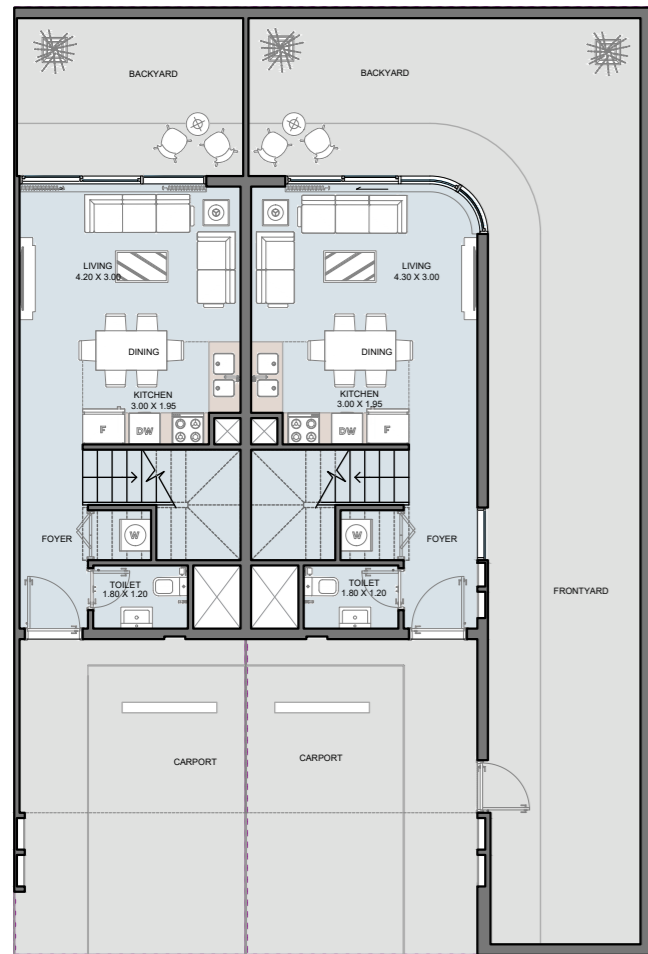 BACKYARD
BACKYARD
LIVING
4.20 X 3.00
LIVING
4.30 X 3.00
DINING
DINING
KITCHEN
3.00 X 1.95
KITCHEN
3.00 X 1.95
F
DW
DW
F
W
W
FOYER
FOYER
TOILET
1.80 X 1.20
TOILET
1.80 X 1.20
FRONTYARD
CARPORT
CARPORT